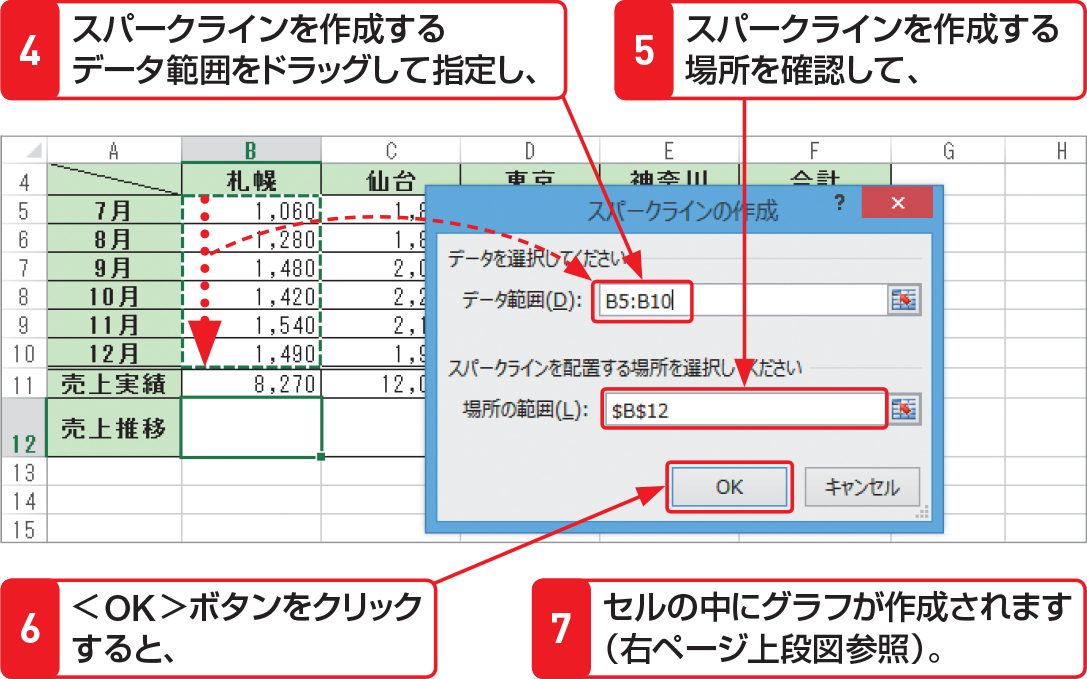 4
スパークラインを作成する
データ範囲をドラッグして指定し、
5
スパークラインを作成する
場所を確認して、
A B C D E F G H
4 札幌 仙台 東京 神奈川 合計
5 7月 1,060 1,8
6 8月 1,280 1,8
7 9月 1,480 2,0
8 10月 1,420 2,2
9 11月 1,540 2,1
10 12月 1,490 1,9
11 売上実績 8,270 12,0
12 売上推移
13
14
15
スパークラインの作成 ? ×
データを選択してください
データ範囲(D): B5:B10
スパークラインを配置する場所を選択してください
場所の範囲(L): $B$12
OK キャンセル
6
＜OK＞ボタンをクリック
すると、
7
セルの中にグラフが作成されます
（右ページ上段図参照）。